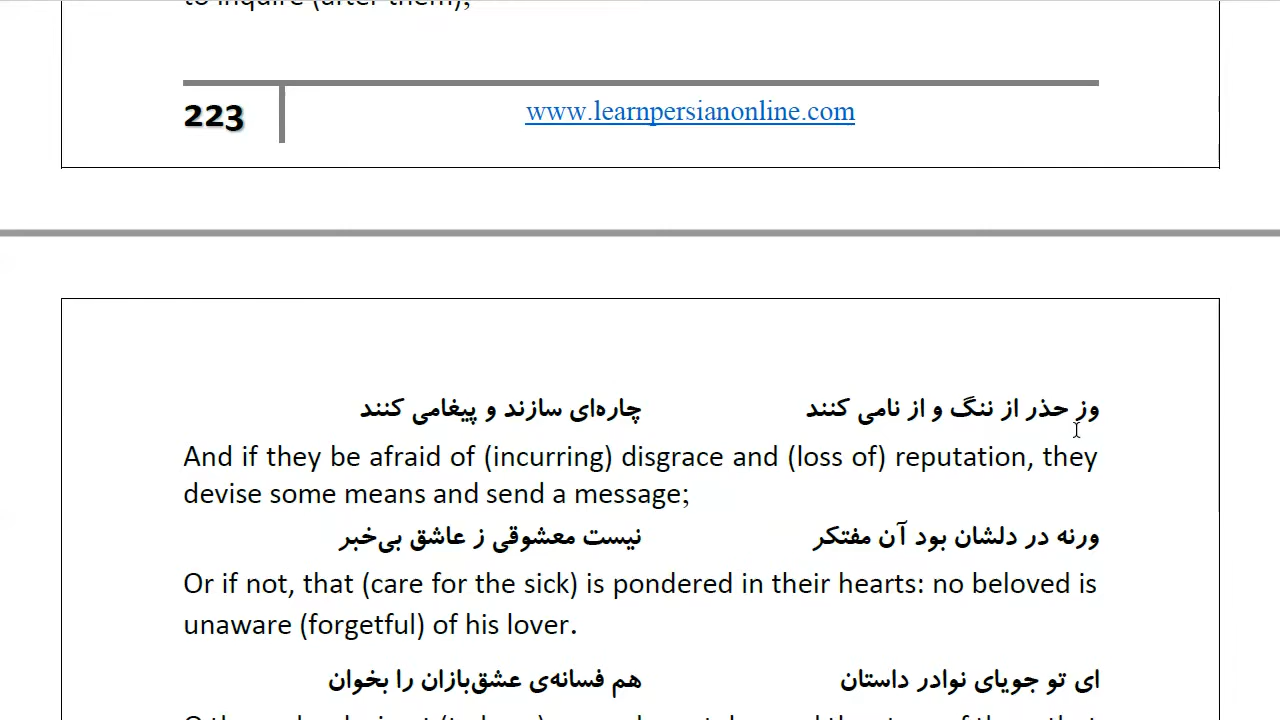 to inquire (after them);
223
www.learnpersianonline.com
وز حذر از ننگ و از نامی کنند چاره‌ای سازند و پیغامی کنند
And if they be afraid of (incurring) disgrace and (loss of) reputation, they
devise some means and send a message;
ورنه در دلشان بود آن مفتکر نیست معشوقی ز عاشق بی‌خبر
Or if not, that (care for the sick) is pondered in their hearts: no beloved is
unaware (forgetful) of his lover.
ای تو جویای نوادر داستان هم فسانه‌ی عشق‌بازان را بخوان